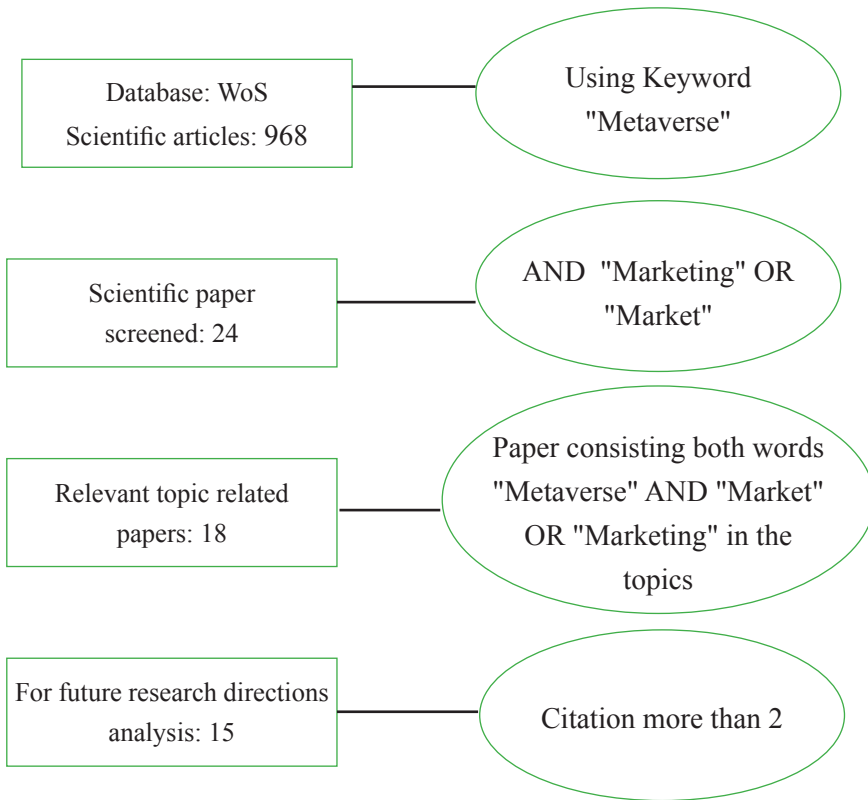 Database: WoS
Scientific articles: 968
Using Keyword
"Metaverse"
Scientific paper
screened: 24
AND "Marketing" OR
"Market"
Relevant topic related
papers: 18
Paper consisting both words
"Metaverse" AND "Market"
OR "Marketing" in the
topics
For future research directions
analysis: 15
Citation more than 2